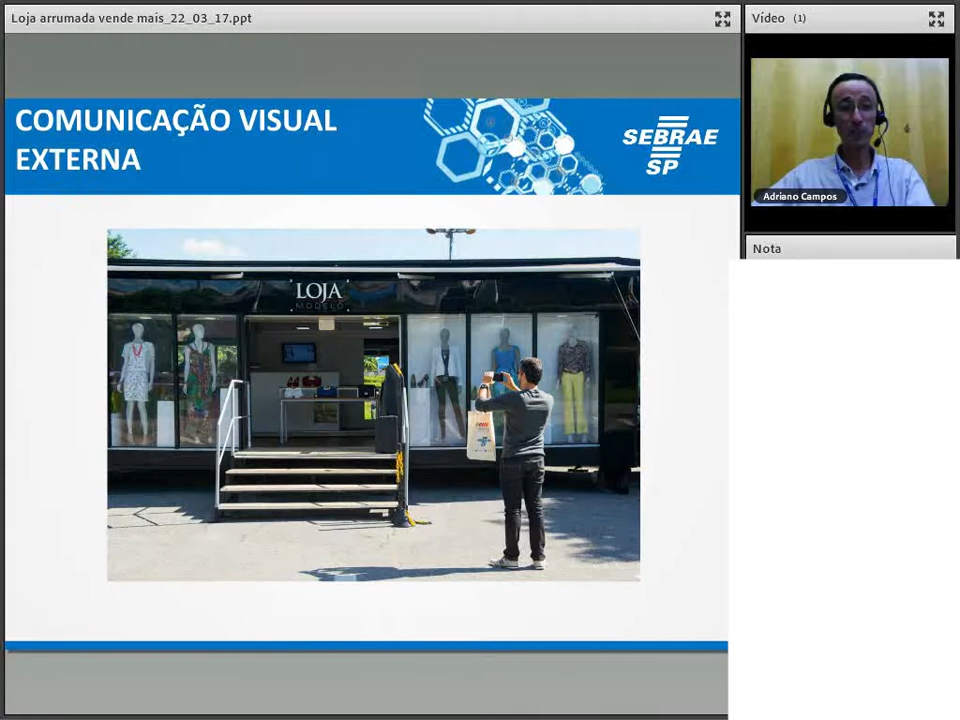 Loja arrumada vende mais_22_03_17.ppt
Vídeo (1)
COMUNICAÇÃO VISUAL
EXTERNA
SEBRAE
SP
Adriano Campos
Nota
LOJA
MODELO